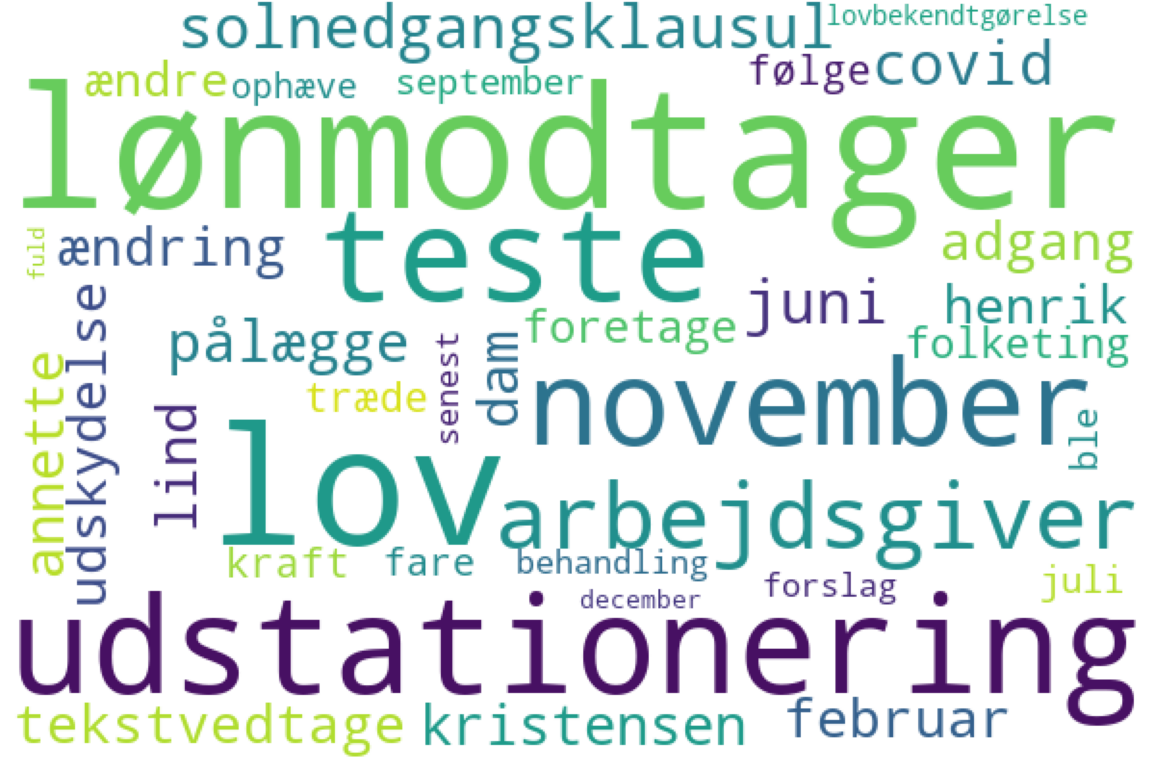 solnedgangsklausul
lovbekendtgørelse
ændre
ophæve
september
følge
covid
lønmodtager
fuld
ændring
teste
adgang
juni
henrik
pålægge
foretage
folketing
udskydelse
annette
træde
senest
dam
november
lind
lov
ble
arbejdsgiver
kraft
fare
behandling
forslag
juli
december
udstationering
tekstvedtage
kristensen
februar